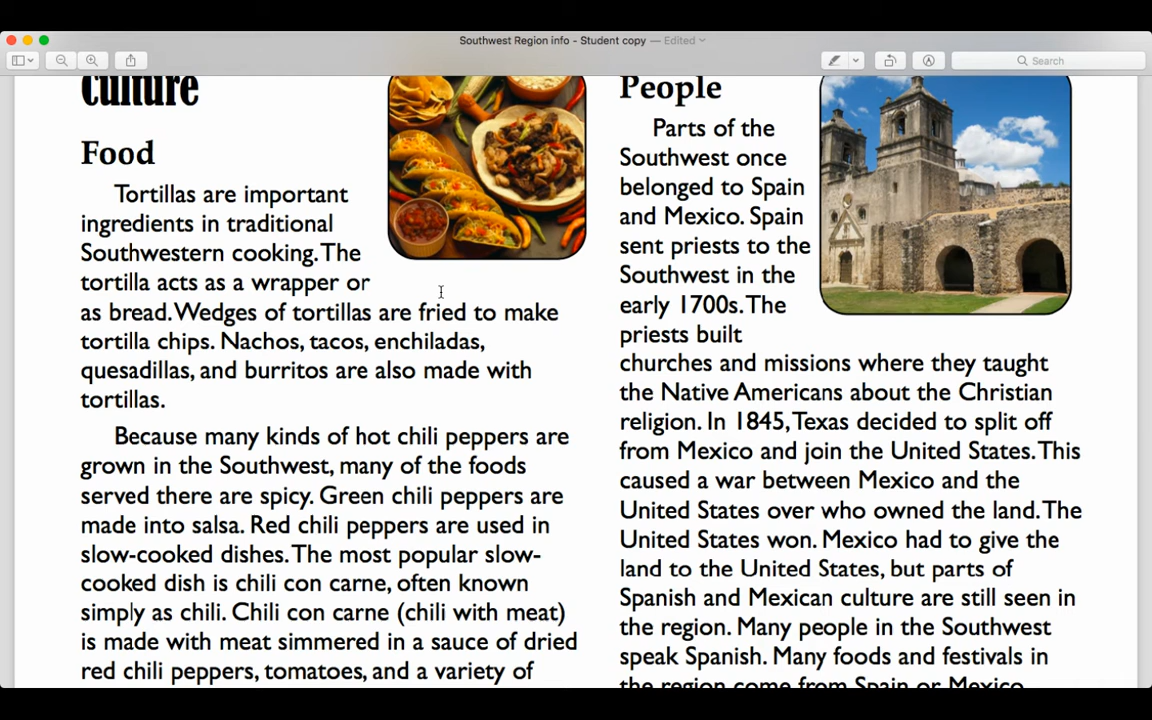 Southwest Region info - Student copy — Edited
Search
Culture
Food
Tortillas are important
ingredients in traditional
Southwestern cooking. The
tortilla acts as a wrapper or
as bread. Wedges of tortillas are fried to make
tortilla chips. Nachos, tacos, enchiladas,
quesadillas, and burritos are also made with
tortillas.
Because many kinds of hot chili peppers are
grown in the Southwest, many of the foods
served there are spicy. Green chili peppers are
made into salsa. Red chili peppers are used in
slow-cooked dishes. The most popular slow-
cooked dish is chili con carne, often known
simply as chili. Chili con carne (chili with meat)
is made with meat simmered in a sauce of dried
red chili peppers, tomatoes, and a variety of
People
Parts of the
Southwest once
belonged to Spain
and Mexico. Spain
sent priests to the
Southwest in the
early 1700s. The
priests built
churches and missions where they taught
the Native Americans about the Christian
religion. In 1845, Texas decided to split off
from Mexico and join the United States. This
caused a war between Mexico and the
United States over who owned the land. The
United States won. Mexico had to give the
land to the United States, but parts of
Spanish and Mexican culture are still seen in
the region. Many people in the Southwest
speak Spanish. Many foods and festivals in
the region come from Spain or Mexico.